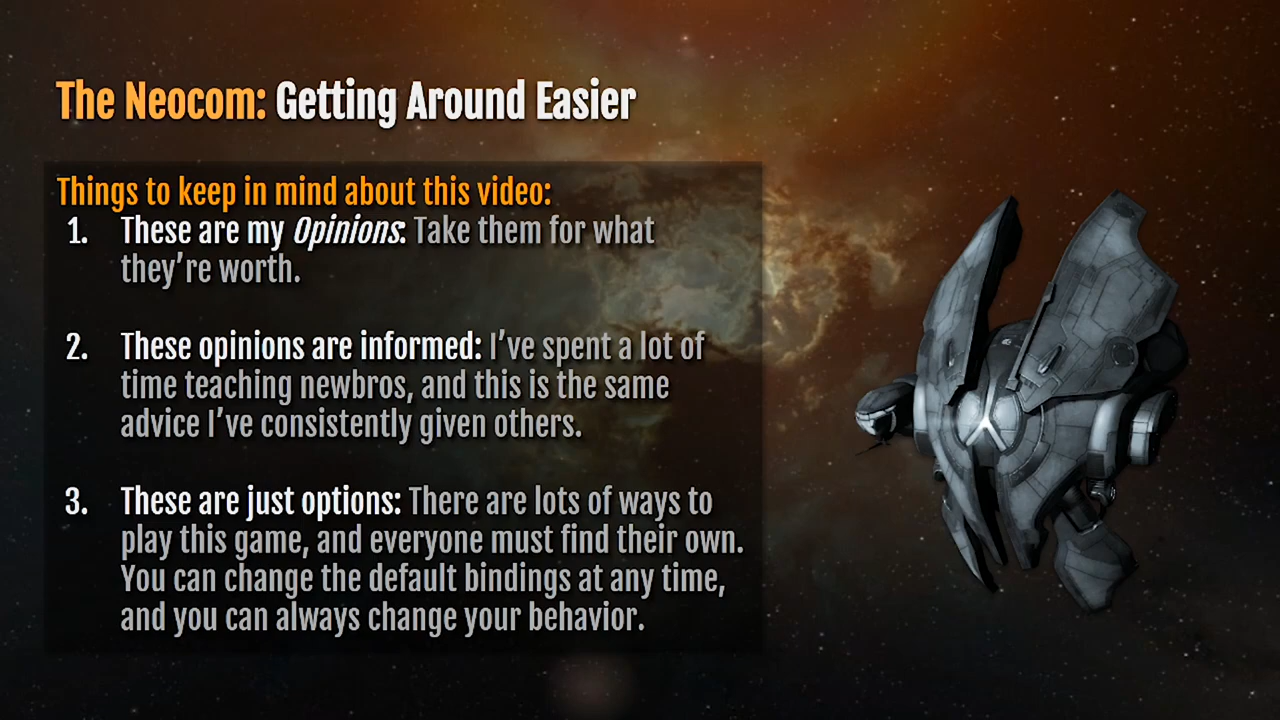 The Neocom: Getting Around Easier
Things to keep in mind about this video:
1. These are my Opinions: Take them for what
they're worth.
2. These opinions are informed: I've spent a lot of
time teaching newbros, and this is the same
advice I've consistently given others.
3. These are just options: There are lots of ways to
play this game, and everyone must find their own.
You can change the default bindings at any time,
and you can always change your behavior.